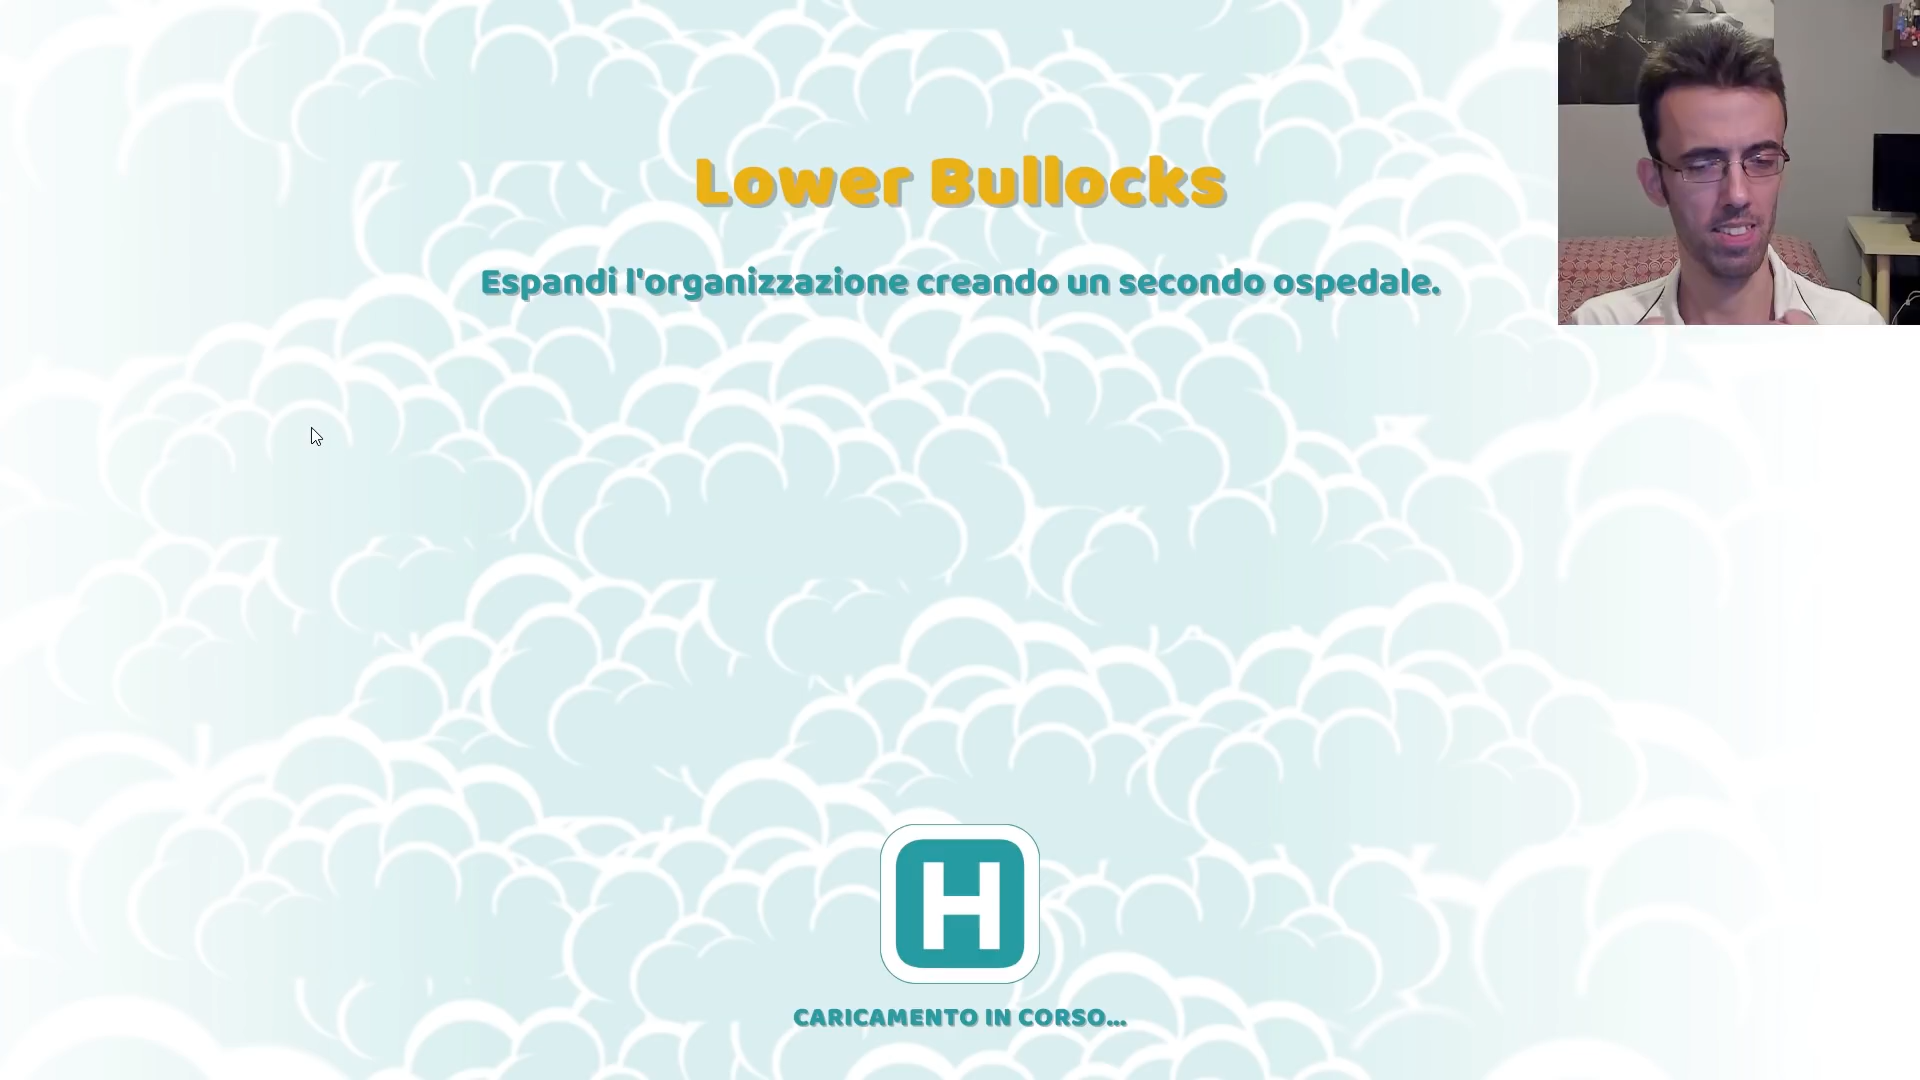 Lower Bullocks
Espandi l'organizzazione creando un secondo ospedale.
H
CARICAMENTO IN CORSO...